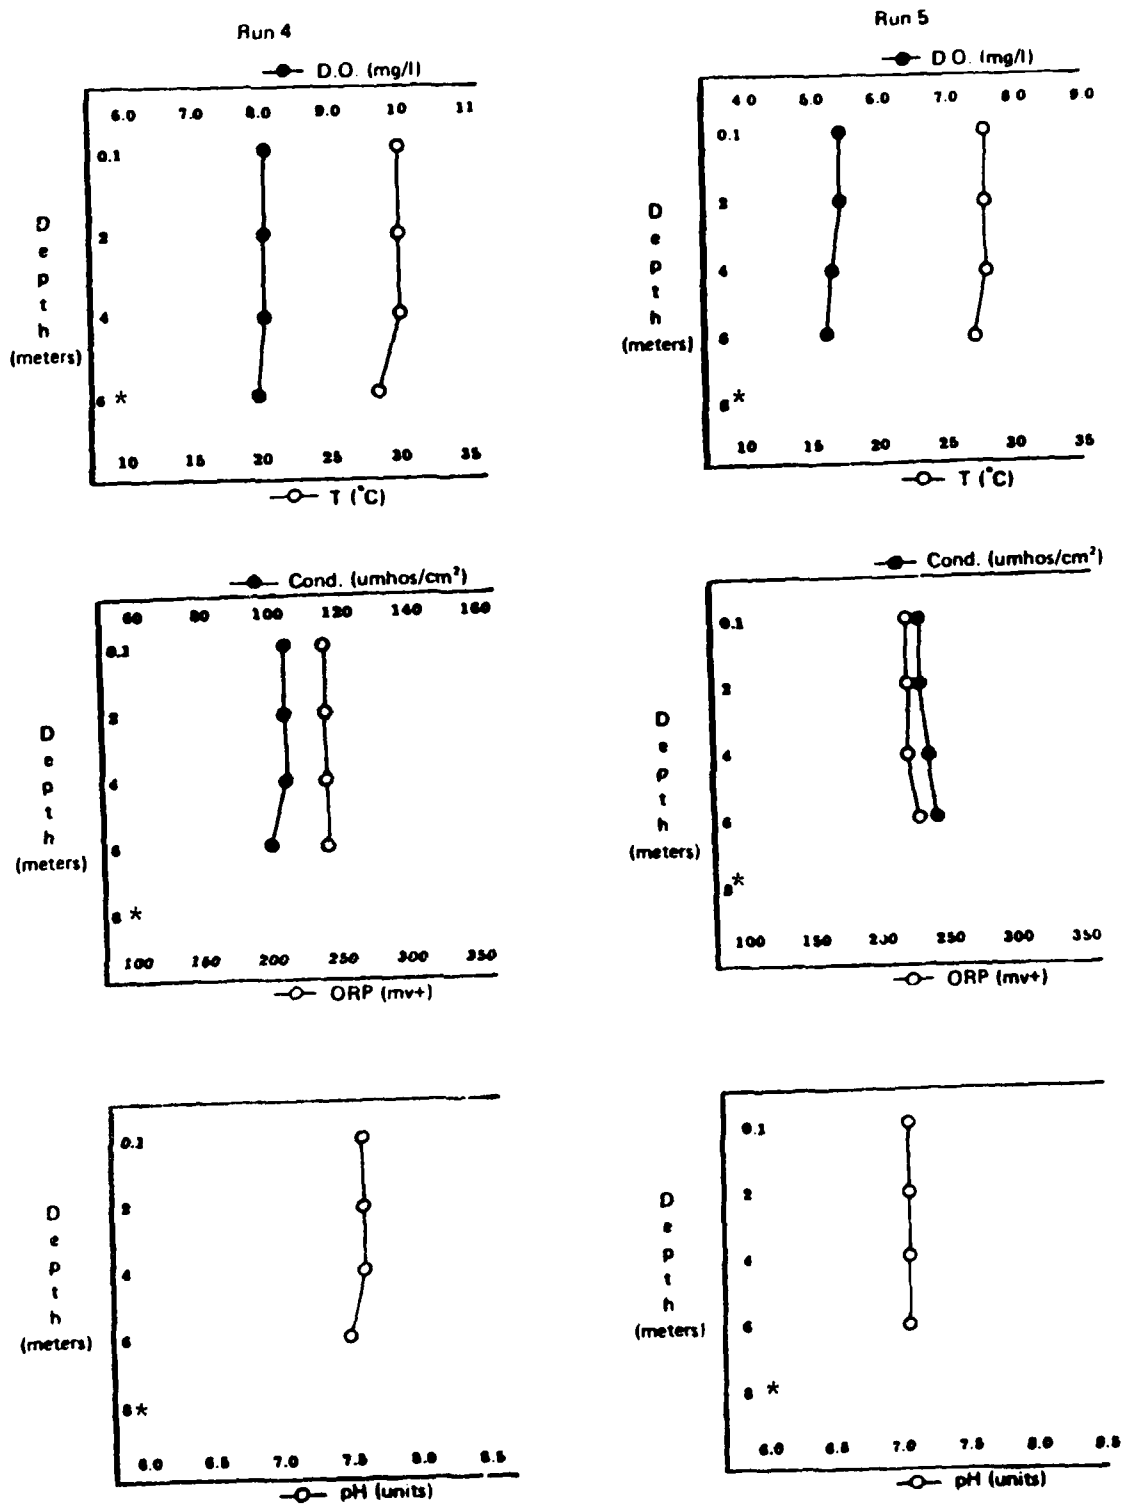 Run 4
D.O. (mg/l)
6.0 7.0 8.0 9.0 10 11
0.1
2
4
6 *
Depth
(meters)
10 15 20 25 30 35
T (°C)
Run 5
D.O. (mg/l)
4.0 5.0 6.0 7.0 8.0 9.0
0.1
2
4
6
8 *
Depth
(meters)
10 15 20 25 30 35
T (°C)
Cond. (umhos/cm²)
60 80 100 120 140 160
0.1
2
4
6
8 *
Depth
(meters)
100 150 200 250 300 350
ORP (mv+)
Cond. (umhos/cm²)
0.1
2
4
6
8 *
Depth
(meters)
100 150 200 250 300 350
ORP (mv+)
0.1
2
4
6
8 *
Depth
(meters)
6.0 6.5 7.0 7.5 8.0 8.5
pH (units)
0.1
2
4
6
8 *
Depth
(meters)
6.0 6.5 7.0 7.5 8.0 8.5
pH (units)